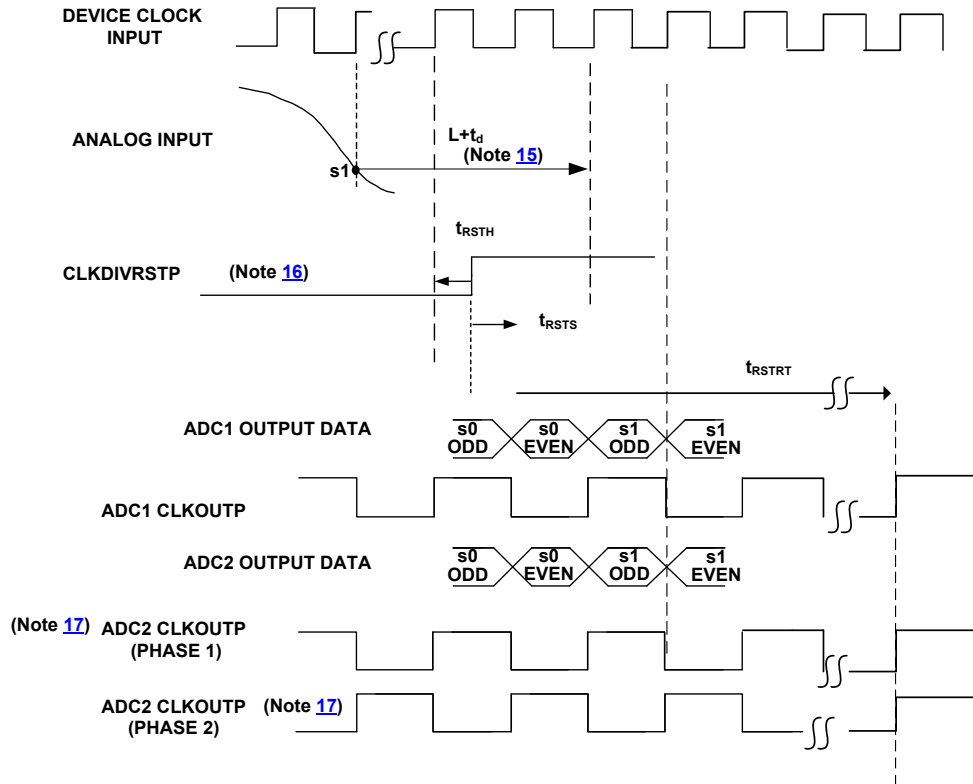 DEVICE CLOCK
INPUT
ANALOG INPUT
s1
L+td
(Note 15)
tRSTH
CLKDIVRSTP
(Note 16)
tRSTS
tRSTRT
ADC1 OUTPUT DATA
s0 s0 s1 s1
ODD EVEN ODD EVEN
ADC1 CLKOUTP
ADC2 OUTPUT DATA
s0 s0 s1 s1
ODD EVEN ODD EVEN
(Note 17) ADC2 CLKOUTP
(PHASE 1)
ADC2 CLKOUTP (Note 17)
(PHASE 2)